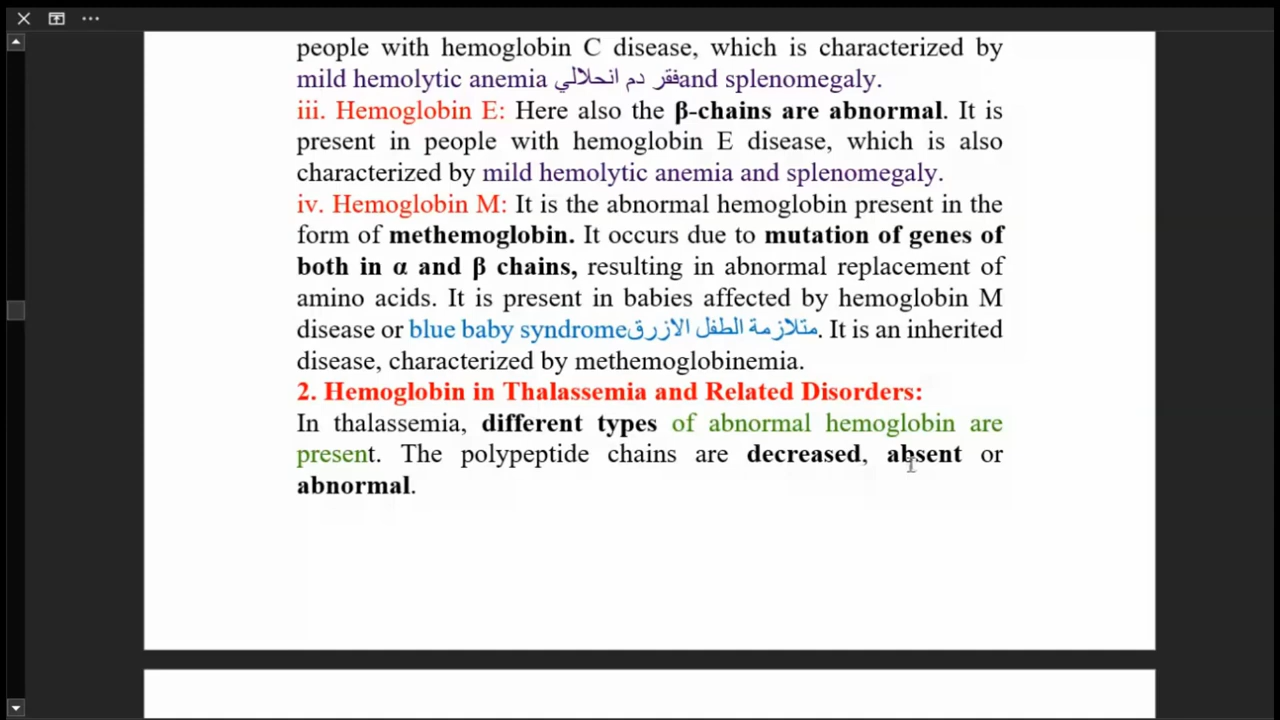 people with hemoglobin C disease, which is characterized by
mild hemolytic anemia فقر دم انحلالي and splenomegaly.
iii. Hemoglobin E: Here also the β-chains are abnormal. It is
present in people with hemoglobin E disease, which is also
characterized by mild hemolytic anemia and splenomegaly.
iv. Hemoglobin M: It is the abnormal hemoglobin present in the
form of methemoglobin. It occurs due to mutation of genes of
both in α and β chains, resulting in abnormal replacement of
amino acids. It is present in babies affected by hemoglobin M
disease or blue baby syndrome متلازمة الطفل الازرق. It is an inherited
disease, characterized by methemoglobinemia.
2. Hemoglobin in Thalassemia and Related Disorders:
In thalassemia, different types of abnormal hemoglobin are
present. The polypeptide chains are decreased, absent or
abnormal.